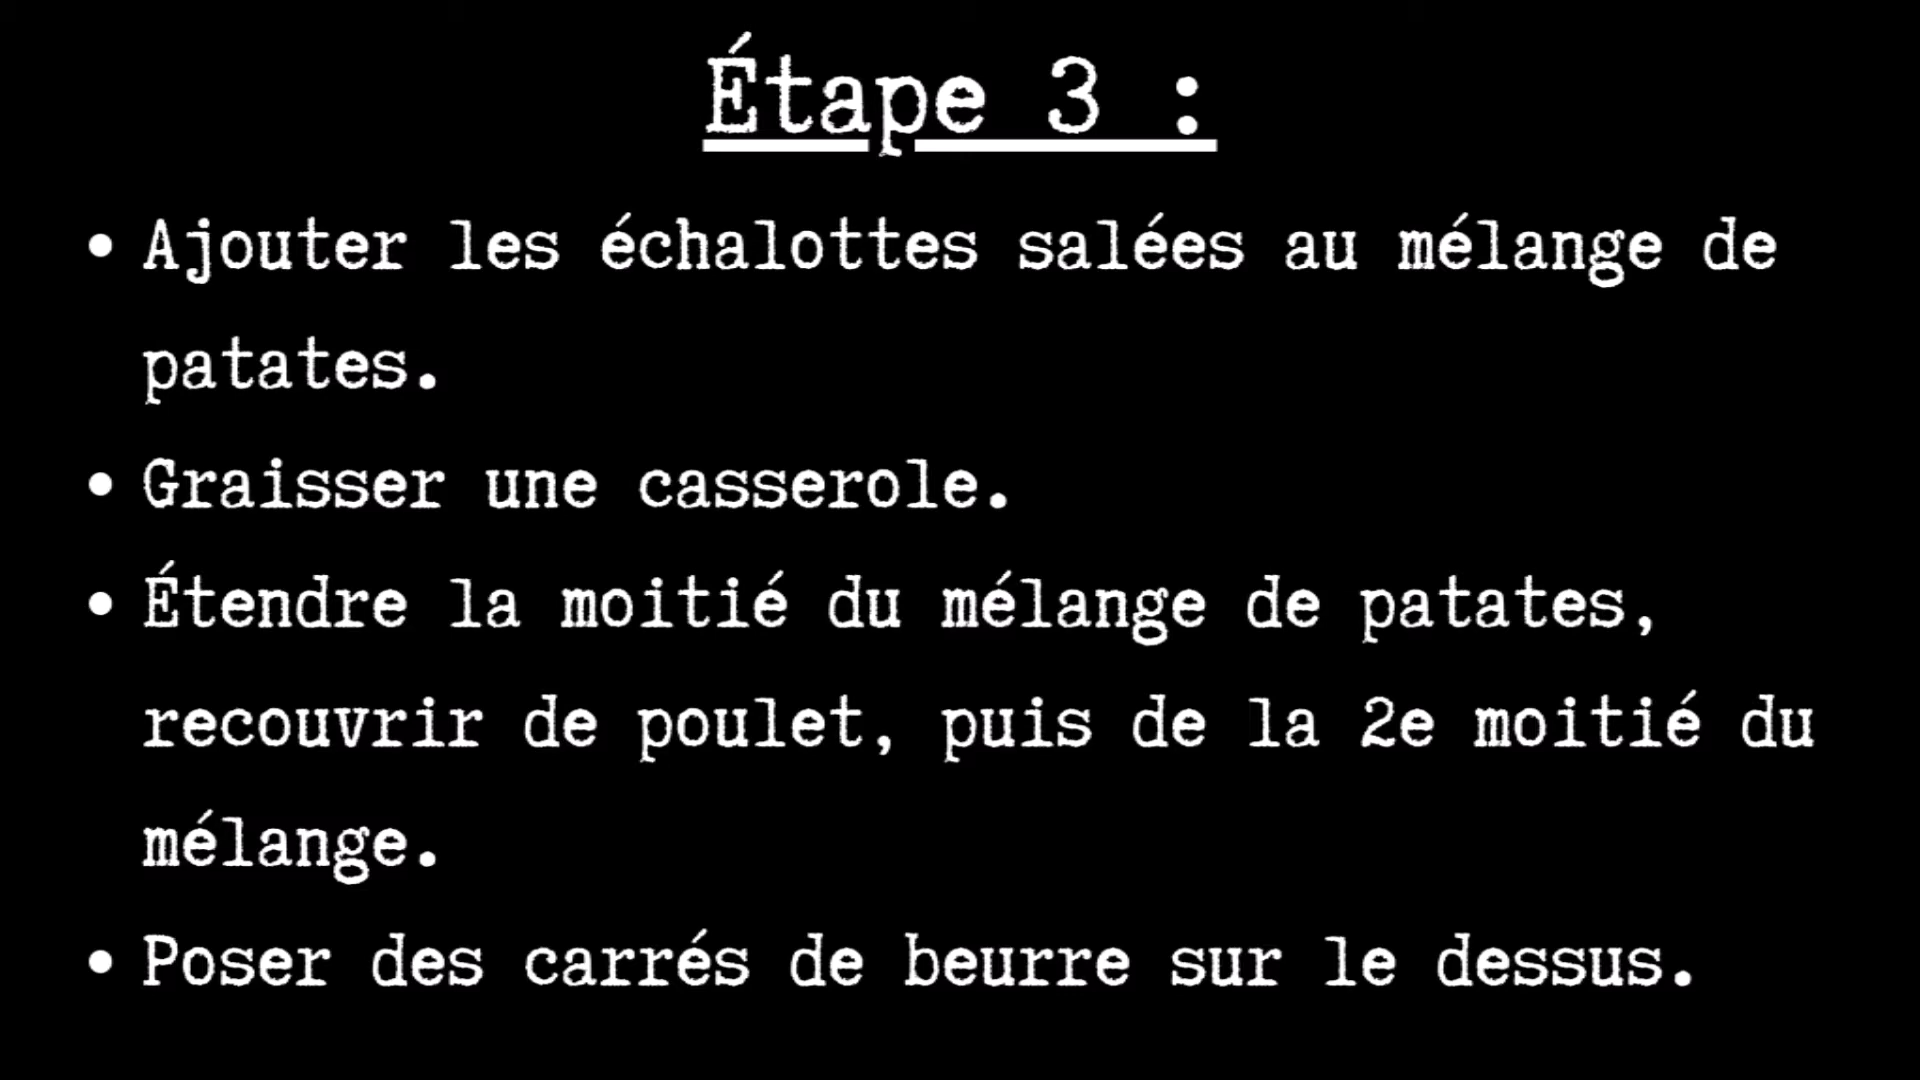 Étape 3 :
• Ajouter les échalottes salées au mélange de
patates.
• Graisser une casserole.
• Étendre la moitié du mélange de patates,
recouvrir de poulet, puis de la 2e moitié du
mélange.
• Poser des carrés de beurre sur le dessus.